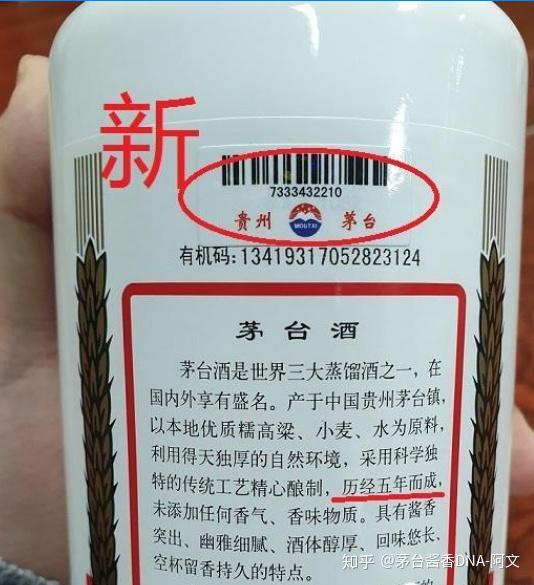 新
7333432210
贵州 MOUTAI 茅台
有机码:13419317052823124
茅台酒
茅台酒是世界三大蒸馏酒之一，在
国内外享有盛名。产于中国贵州茅台镇，
以本地优质糯高粱、小麦、水为原料，
利用得天独厚的自然环境，采用科学独
特的传统工艺精心酿制，历经五年而成，
未添加任何香气、香味物质。具有酱香
突出、幽雅细腻、酒体醇厚、回味悠长、
空杯留香持久的特点。
知乎 @茅台酱香DNA-阿文